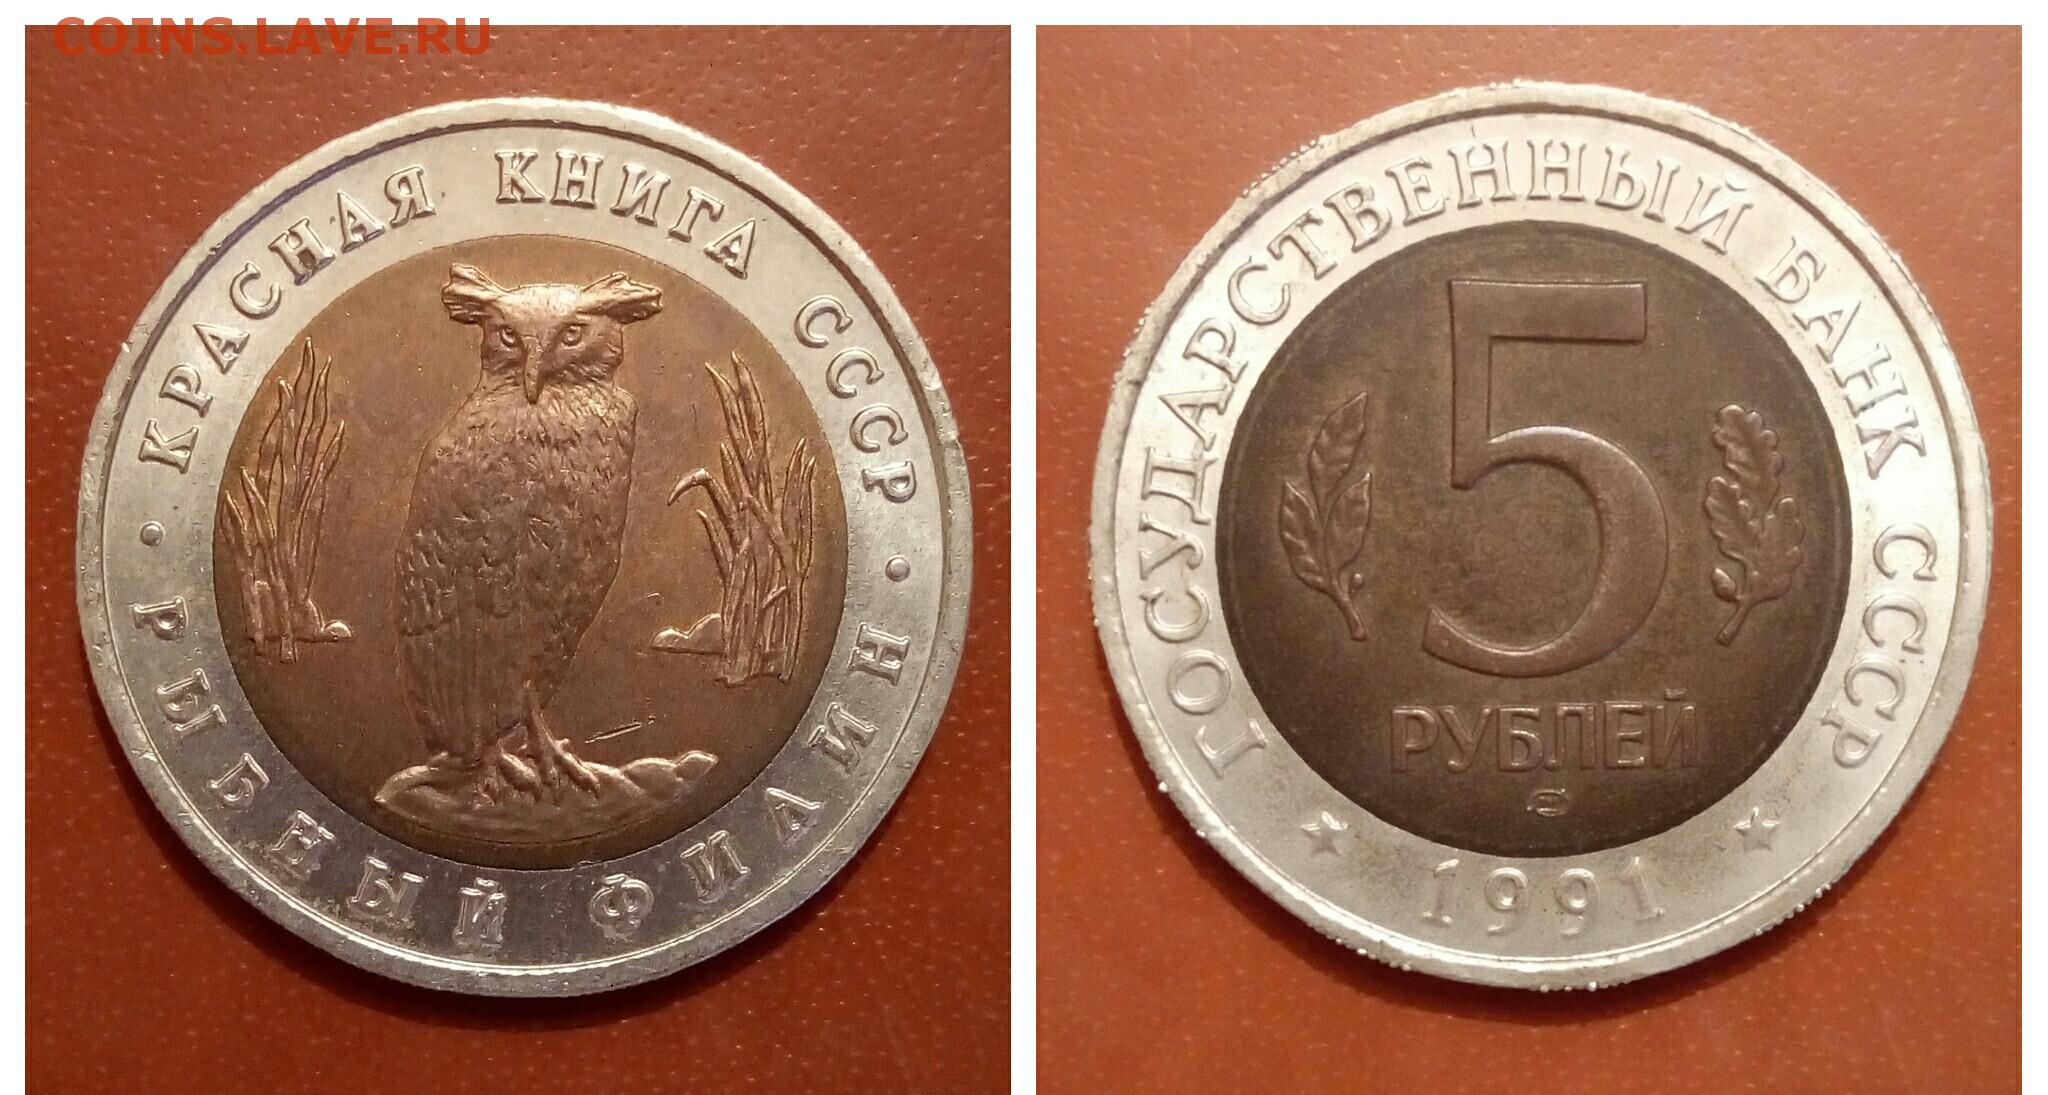 COINS.LAVE.RU
КРАСНАЯ КНИГА СССР
РЫБНЫЙ ФИЛИН
ГОСУДАРСТВЕННЫЙ БАНК СССР
5
РУБЛЕЙ
1991